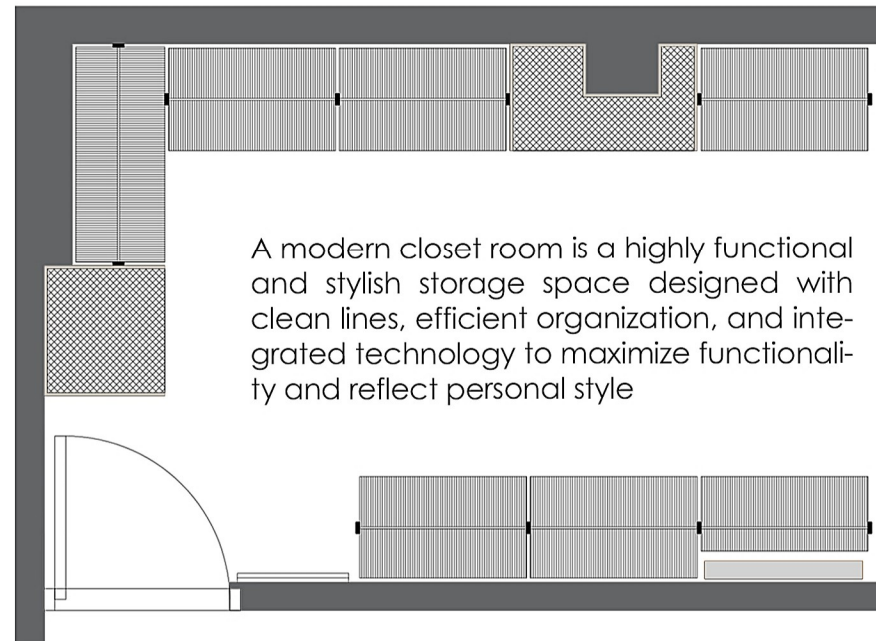 A modern closet room is a highly functional
and stylish storage space designed with
clean lines, efficient organization, and inte-
grated technology to maximize functionali-
ty and reflect personal style